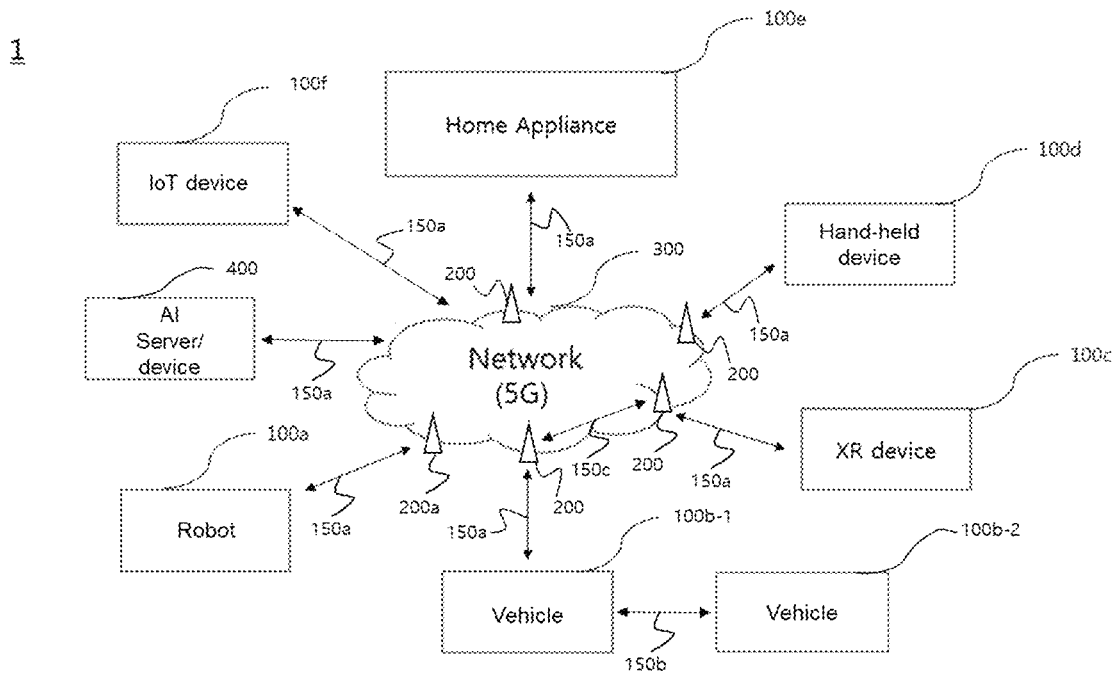 1
100e
100f
Home Appliance
IoT device
100d
150a
150a
Hand-held
device
400
200
300
AI
Server/
device
150a
150a
Network
(5G)
200
100c
100a
XR device
150c
200
150a
Robot
150a
200a
150a
200
100b-1
100b-2
Vehicle
Vehicle
150b